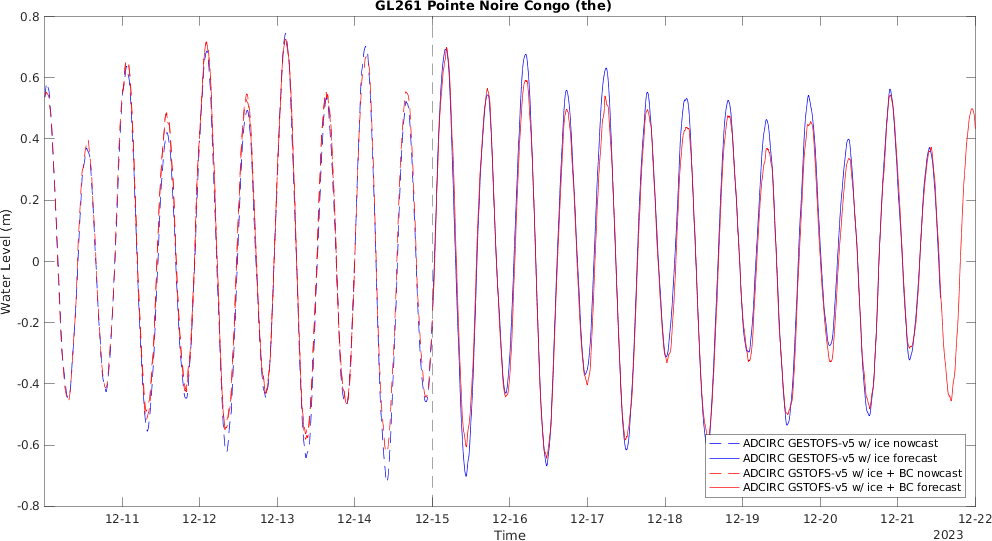 GL261 Pointe Noire Congo (the)
0.8
0.6
0.4
0.2
0
-0.2
-0.4
-0.6
-0.8
Water Level (m)
ADCIRC GESTOFS-v5 w/ ice nowcast
ADCIRC GESTOFS-v5 w/ ice forecast
ADCIRC GSTOFS-v5 w/ ice + BC nowcast
ADCIRC GSTOFS-v5 w/ ice + BC forecast
12-11 12-12 12-13 12-14 12-15 12-16 12-17 12-18 12-19 12-20 12-21 12-22
Time
2023